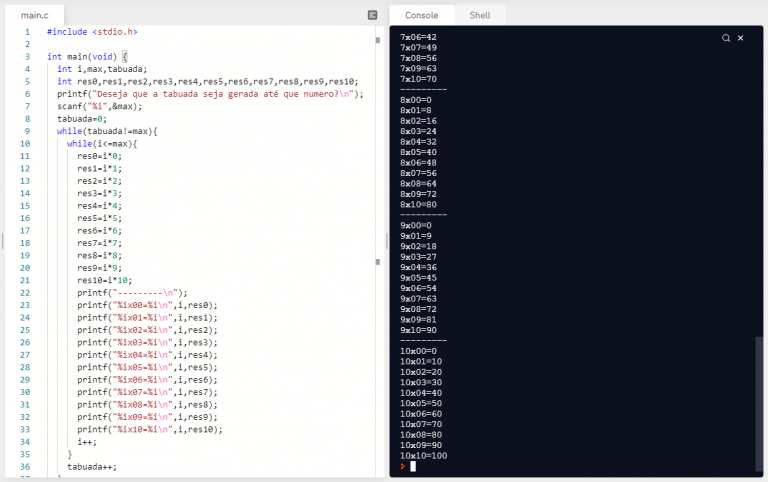 main.c
1 #include <stdio.h>
2
3 int main(void) {
4 int i,max,tabuada;
5 int res0,res1,res2,res3,res4,res5,res6,res7,res8,res9,res10;
6 printf("Deseja que a tabuada seja gerada até que numero?\n");
7 scanf("%i",&max);
8 tabuada=0;
9 while(tabuada!=max){
10 while(i<=max){
11 res0=i*0;
12 res1=i*1;
13 res2=i*2;
14 res3=i*3;
15 res4=i*4;
16 res5=i*5;
17 res6=i*6;
18 res7=i*7;
19 res8=i*8;
20 res9=i*9;
21 res10=i*10;
22 printf("---------\n");
23 printf("%ix00=%i\n",i,res0);
24 printf("%ix01=%i\n",i,res1);
25 printf("%ix02=%i\n",i,res2);
26 printf("%ix03=%i\n",i,res3);
27 printf("%ix04=%i\n",i,res4);
28 printf("%ix05=%i\n",i,res5);
29 printf("%ix06=%i\n",i,res6);
30 printf("%ix07=%i\n",i,res7);
31 printf("%ix08=%i\n",i,res8);
32 printf("%ix09=%i\n",i,res9);
33 printf("%ix10=%i\n",i,res10);
34 i++;
35 }
36 tabuada++;
Console Shell
7x06=42
7x07=49
7x08=56
7x09=63
7x10=70
---------
8x00=0
8x01=8
8x02=16
8x03=24
8x04=32
8x05=40
8x06=48
8x07=56
8x08=64
8x09=72
8x10=80
---------
9x00=0
9x01=9
9x02=18
9x03=27
9x04=36
9x05=45
9x06=54
9x07=63
9x08=72
9x09=81
9x10=90
---------
10x00=0
10x01=10
10x02=20
10x03=30
10x04=40
10x05=50
10x06=60
10x07=70
10x08=80
10x09=90
10x10=100
>